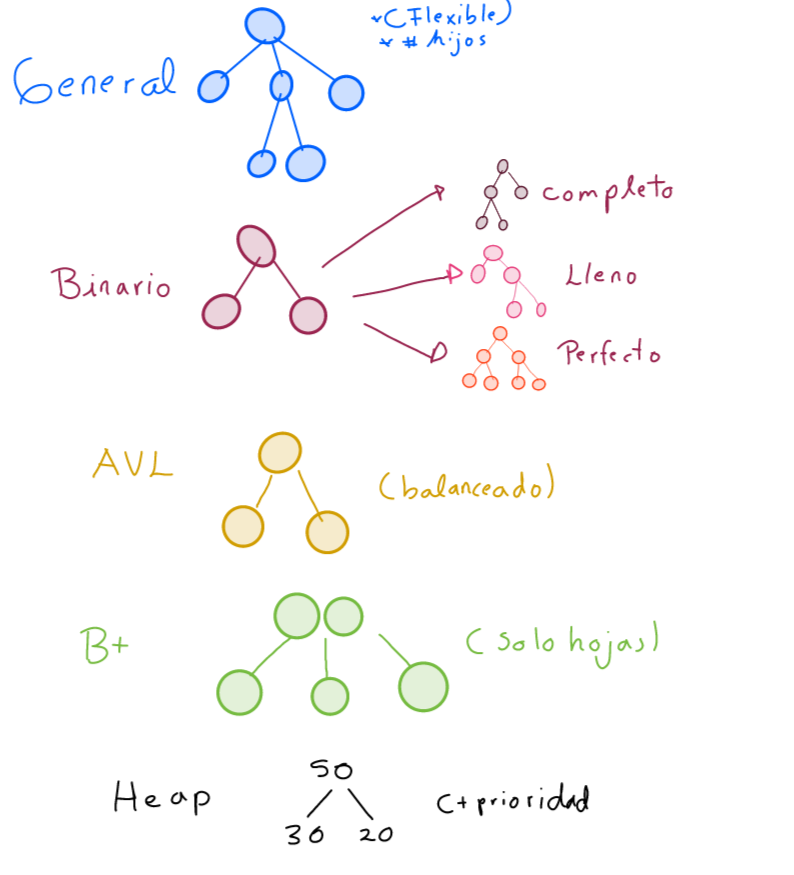 *(Flexible)
* # hijos
General
completo
Binario
Lleno
Perfecto
AVL
(balanceado)
B+
(solo hojas)
50
Heap
(+prioridad
30 20